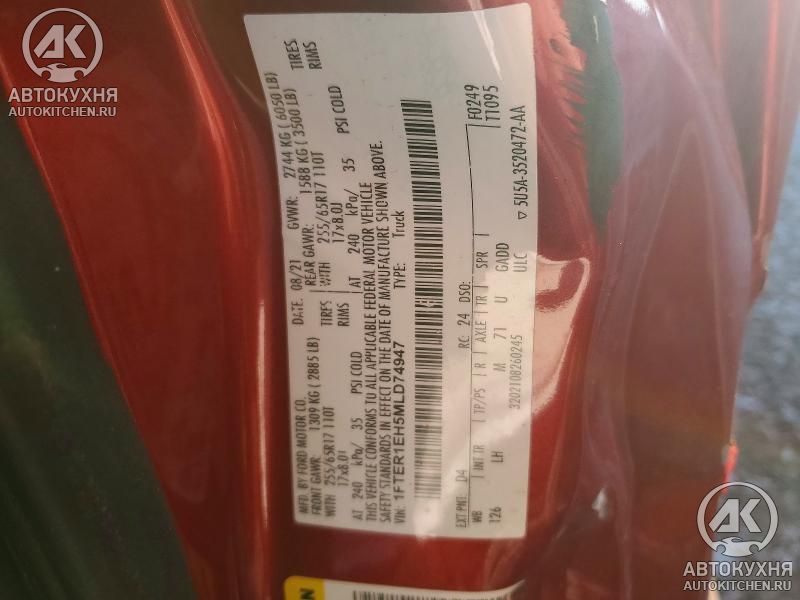 AK
АВТОКУХНЯ
AUTOKITCHEN.RU
MFD. BY FORD MOTOR CO. DATE: 08/21 GVWR: 2744 KG ( 6050 LB)
FRONT GAWR: 1309 KG ( 2885 LB) REAR GAWR: 1588 KG ( 3500 LB)
WITH 255/65R17 110T TIRES WITH 255/65R17 110T TIRES
17x8.0J RIMS 17x8.0J RIMS
AT 240 kPa/ 35 PSI COLD AT 240 kPa/ 35 PSI COLD
THIS VEHICLE CONFORMS TO ALL APPLICABLE FEDERAL MOTOR VEHICLE
SAFETY STANDARDS IN EFFECT ON THE DATE OF MANUFACTURE SHOWN ABOVE.
VIN: 1FTER1EH5MLD74947 TYPE: Truck
EXT PNT: D4 RC: 24 DSO: F0249
T1095
WB INT TR TP/PS R AXLE TR SPR
126 LH M 71 U GADD
3202108260245 ULC
5U5A-3520472-AA
AK
АВТОКУХНЯ
AUTOKITCHEN.RU